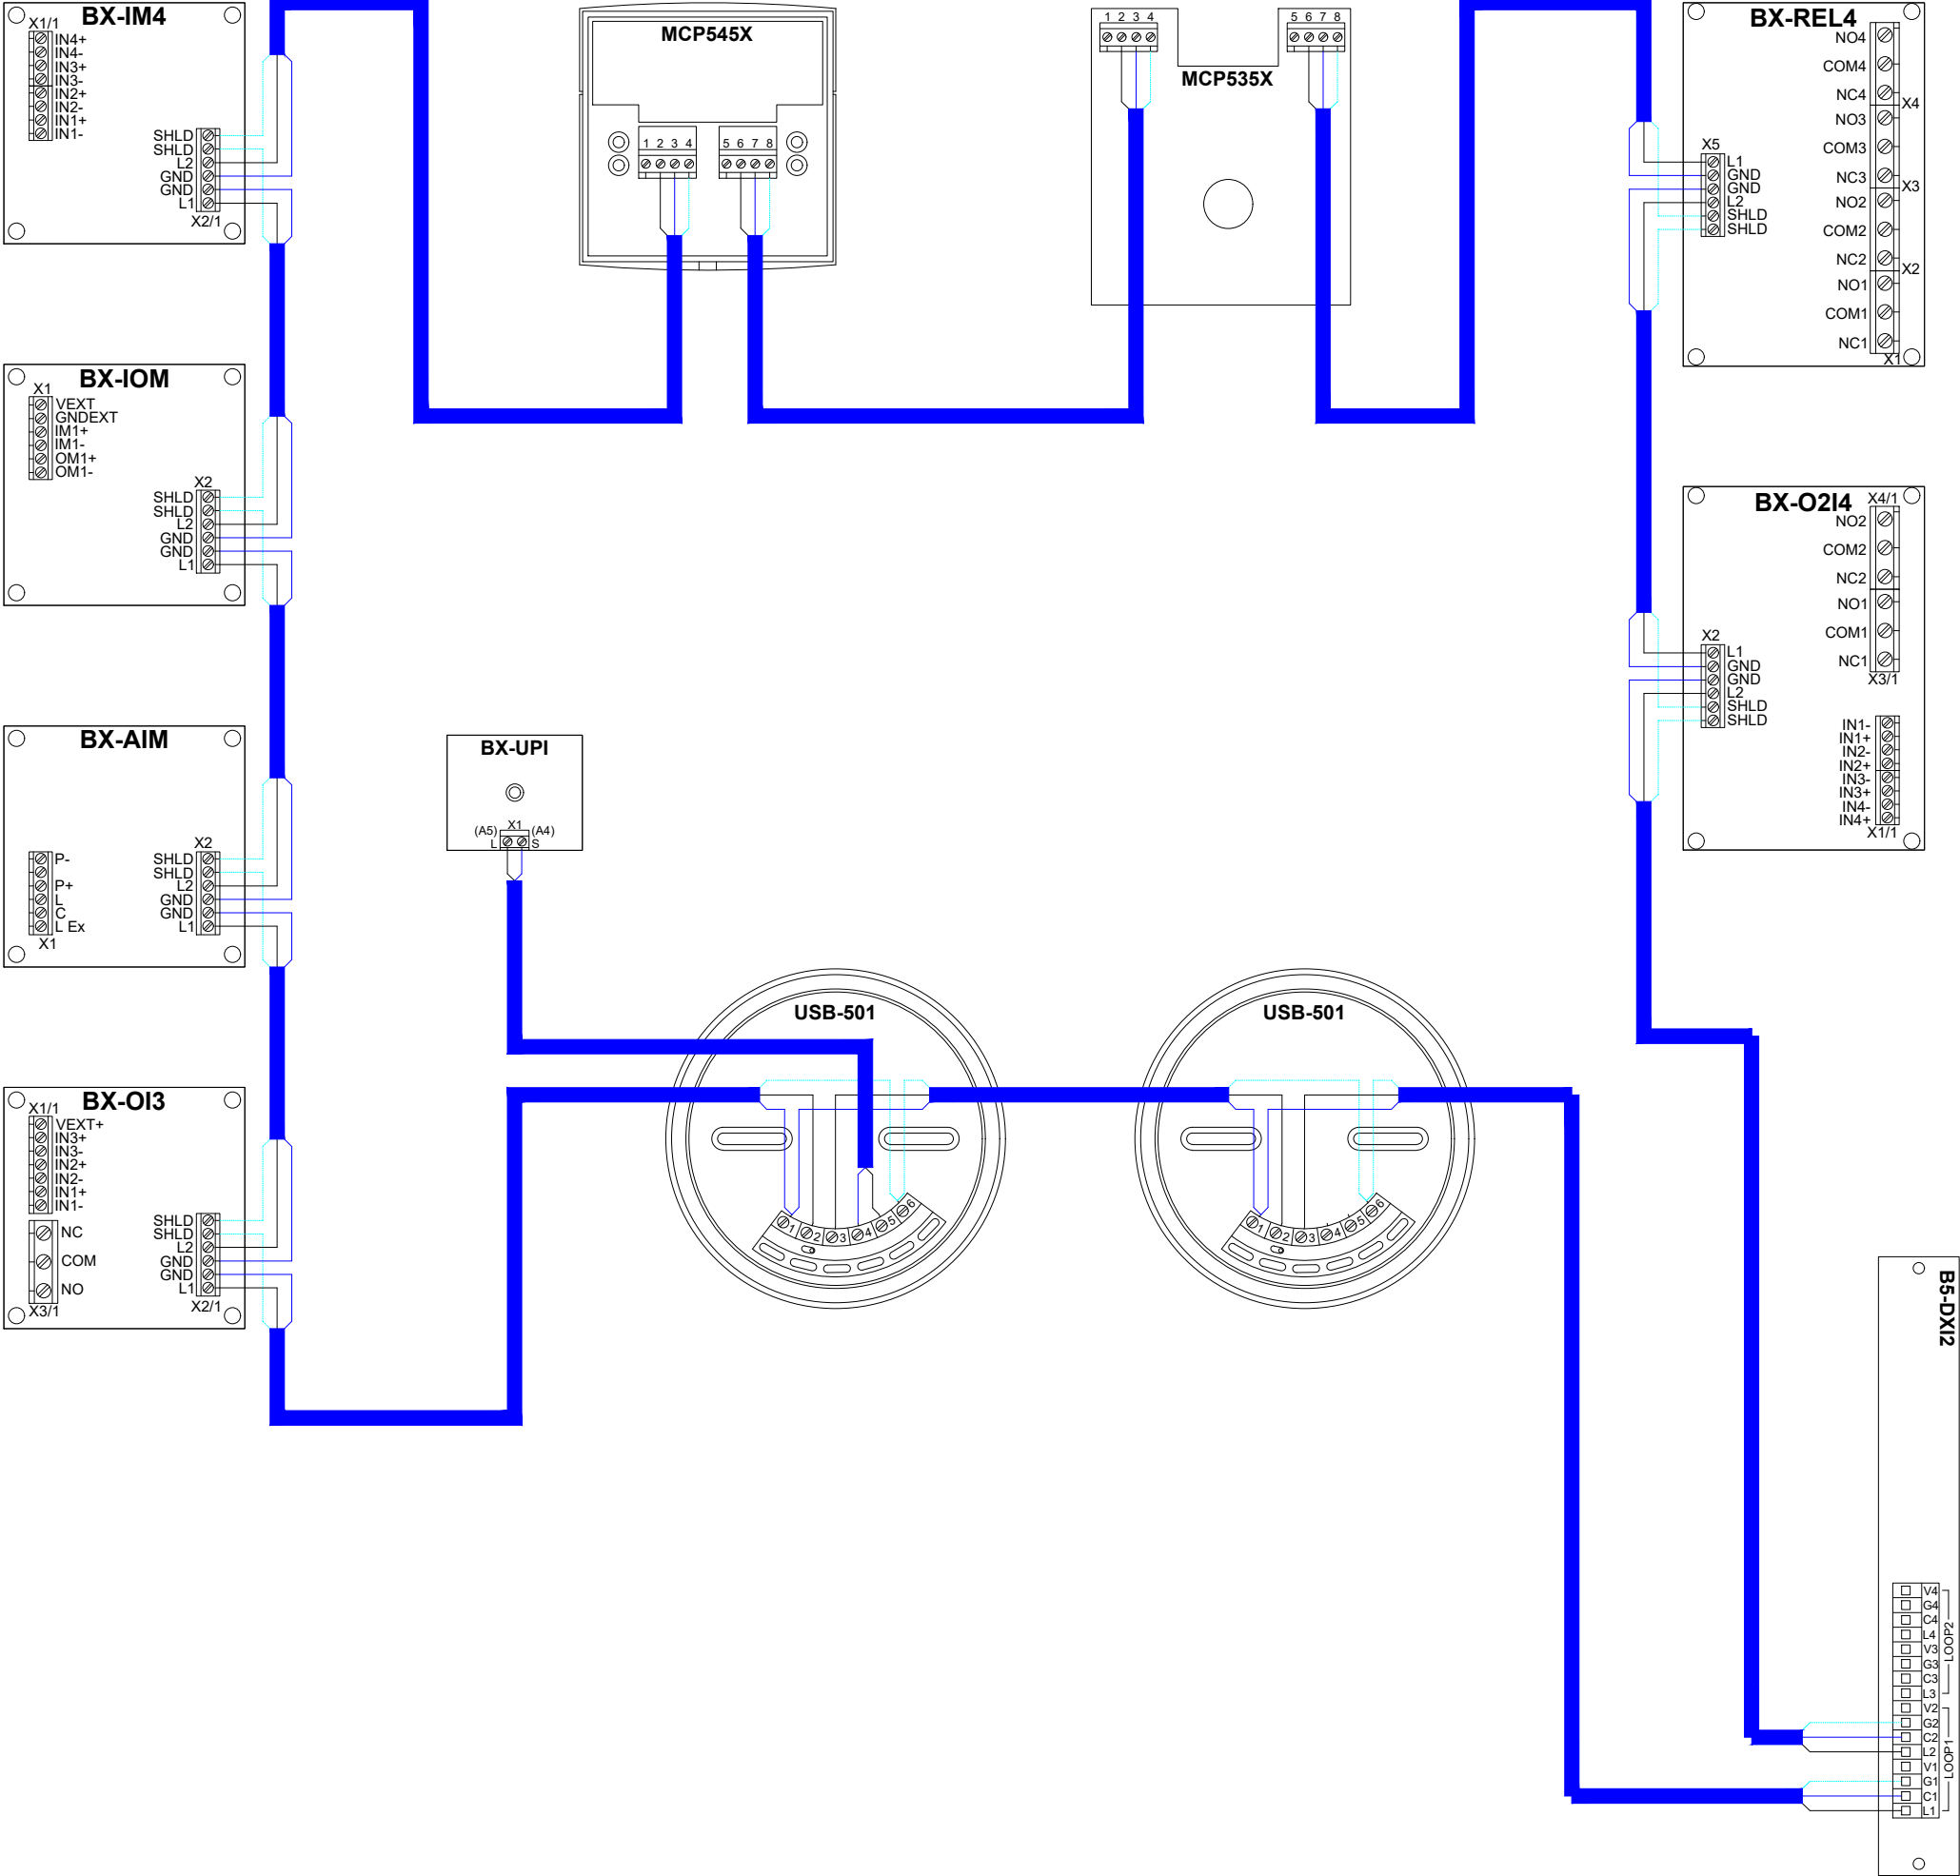 BX-IM4
X1/1
IN4+
IN4-
IN3+
IN3-
IN2+
IN2-
IN1+
IN1-
SHLD
SHLD
L2
GND
GND
L1
X2/1
MCP545X
1 2 3 4
5 6 7 8
MCP535X
1 2 3 4
5 6 7 8
BX-REL4
NO4
COM4
NC4
X4
NO3
COM3
NC3
X3
NO2
COM2
NC2
X2
NO1
COM1
NC1
X1
X5
L1
GND
GND
L2
SHLD
SHLD
BX-IOM
X1
VEXT
GNDEXT
IM1+
IM1-
OM1+
OM1-
X2
SHLD
SHLD
L2
GND
GND
L1
BX-O2I4
X4/1
NO2
COM2
NC2
NO1
COM1
NC1
X3/1
X2
L1
GND
GND
L2
SHLD
SHLD
IN1-
IN1+
IN2-
IN2+
IN3-
IN3+
IN4-
IN4+
X1/1
BX-AIM
P-
P+
L
C
L Ex
X1
X2
SHLD
SHLD
L2
GND
GND
L1
BX-UPI
X1
(A5) (A4)
L S
USB-501
1 2 3 4 5 6
USB-501
1 2 3 4 5 6
BX-OI3
X1/1
VEXT+
IN3+
IN3-
IN2+
IN2-
IN1+
IN1-
NC
COM
NO
X3/1
SHLD
SHLD
L2
GND
GND
L1
X2/1
B5-DXI2
V4
G4
C4
L4
V3
G3
C3
L3
LOOP2
V2
G2
C2
L2
V1
G1
C1
L1
LOOP1